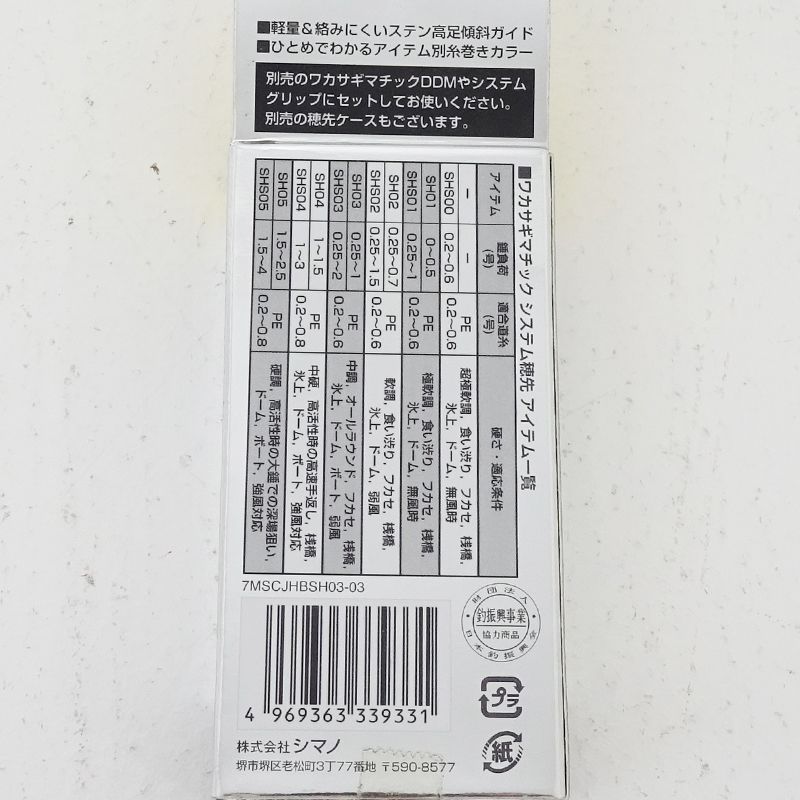 ■軽量&絡みにくいステン高足傾斜ガイド
■ひとめでわかるアイテム別糸巻きカラー
別売のワカサギマチックDDMやシステム
グリップにセットしてお使いください。
別売の穂先ケースもございます。
■ワカサギマチック システム穂先 アイテム一覧
アイテム 錘負荷(号) 適合道糸(号) 硬さ・適応条件
ー ー
SHS00 0.2〜0.6 PE 0.2〜0.6 超極軟調, 食い渋り, フカセ, 桟橋, 氷上, ドーム, 無風時
SH01 0〜0.5
SHS01 0.25〜1 PE 0.2〜0.6 極軟調, 食い渋り, フカセ, 桟橋, 氷上, ドーム, 無風時
SH02 0.25〜0.7
SHS02 0.25〜1.5 PE 0.2〜0.6 軟調, 食い渋り, フカセ, 桟橋, 氷上, ドーム, 弱風
SH03 0.25〜1
SHS03 0.25〜2 PE 0.2〜0.6 中調, オールラウンド, フカセ, 桟橋, 氷上, ドーム, ボート, 弱風
SH04 1〜1.5
SHS04 1〜3 PE 0.2〜0.8 中硬, 高活性時の高速手返し, 桟橋, 氷上, ドーム, ボート, 強風対応
SH05 1.5〜2.5
SHS05 1.5〜4 PE 0.2〜0.8 硬調, 高活性時の大錘での深場狙い, ドーム, ボート, 強風対応
7MSCJHBSH03-03
財団法人
釣振興事業
協力商品
日本釣振興会
プラ
紙
4 969363 339331
株式会社 シマノ
堺市堺区老松町3丁77番地 〒590-8577